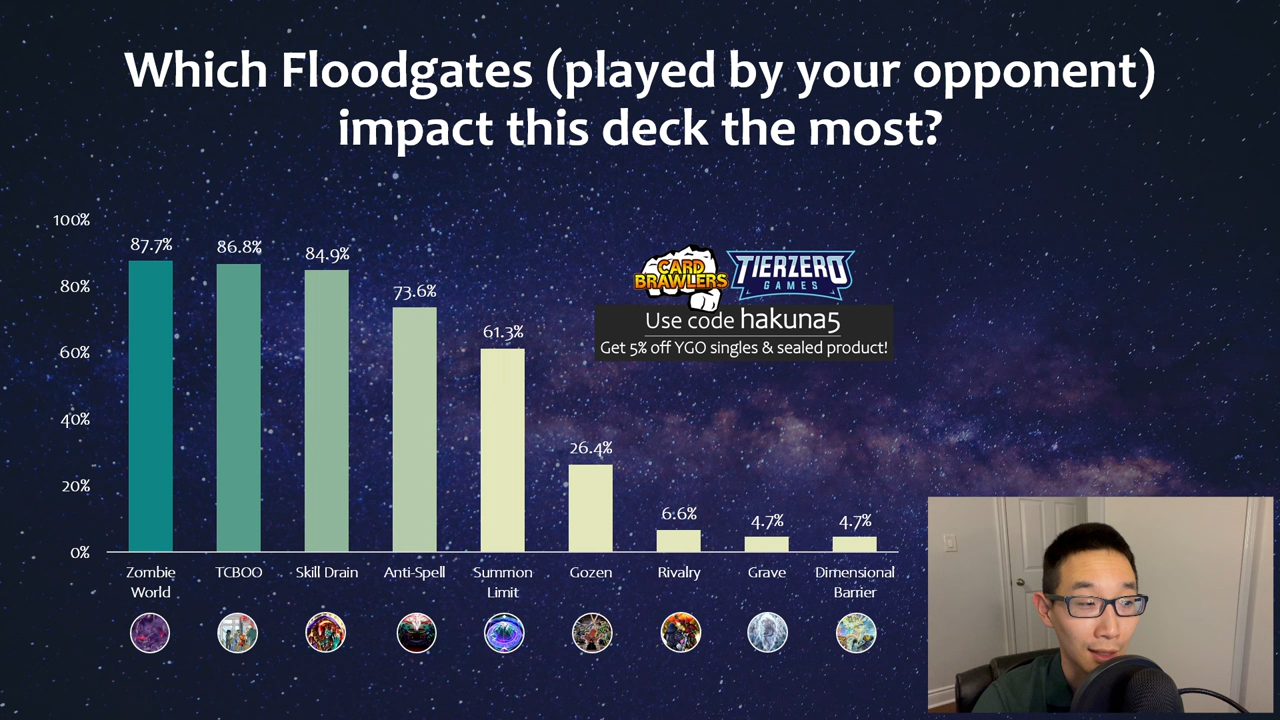 Which Floodgates (played by your opponent)
impact this deck the most?
100%
80%
60%
40%
20%
0%
87.7%
86.8%
84.9%
73.6%
61.3%
26.4%
6.6%
4.7%
4.7%
CARD
BRAWLERS
TIERZERO
GAMES
Use code hakuna5
Get 5% off YGO singles & sealed product!
Zombie
World
TCBOO
Skill Drain
Anti-Spell
Summon
Limit
Gozen
Rivalry
Grave
Dimensional
Barrier